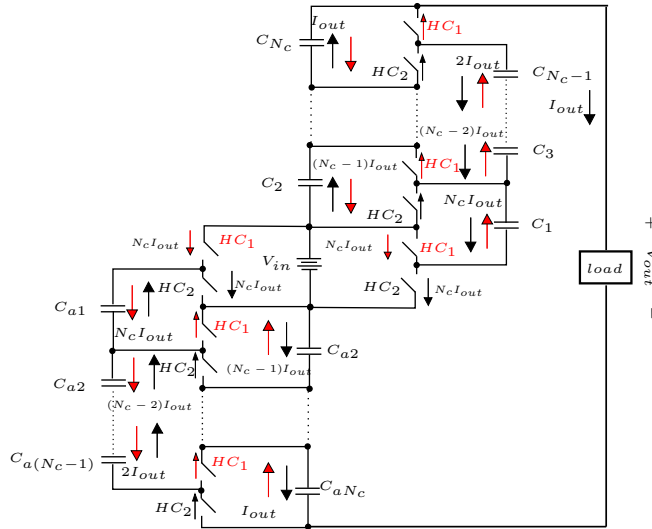 I_out
HC_1
C_{N_c}
HC_2
2I_out
C_{N_c−1}
I_out
(N_c − 2)I_out
C_3
(N_c − 1)I_out
HC_1
C_2
HC_2
N_cI_out
C_1
N_cI_out
HC_1
N_cI_out
HC_1
V_in
HC_2
N_cI_out
HC_2
N_cI_out
C_{a1}
N_cI_out
HC_1
C_{a2}
HC_2
(N_c − 1)I_out
C_{a2}
(N_c − 2)I_out
C_{a(N_c−1)}
2I_out
HC_1
HC_2
I_out
C_{aN_c}
load
+
V_out
−